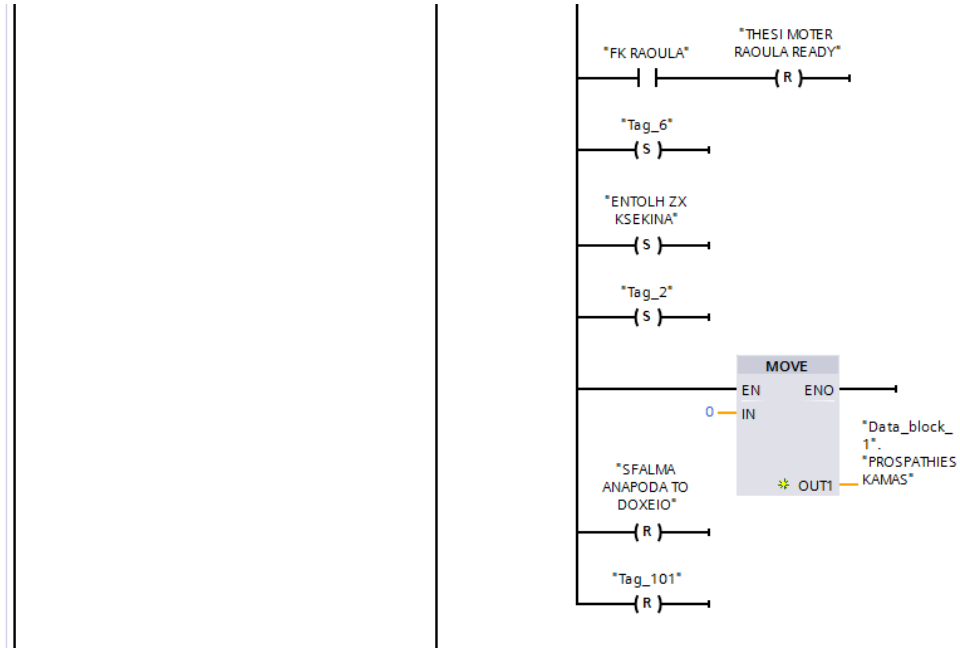 "THESI MOTER
RAOULA READY"
"FK RAOULA"
R
"Tag_6"
S
"ENTOLH ZX
KSEKINA"
S
"Tag_2"
S
MOVE
EN ENO
0 IN
"Data_block_
1".
"PROSPATHIES
KAMAS"
OUT1
"SFALMA
ANAPODA TO
DOXEIO"
R
"Tag_101"
R